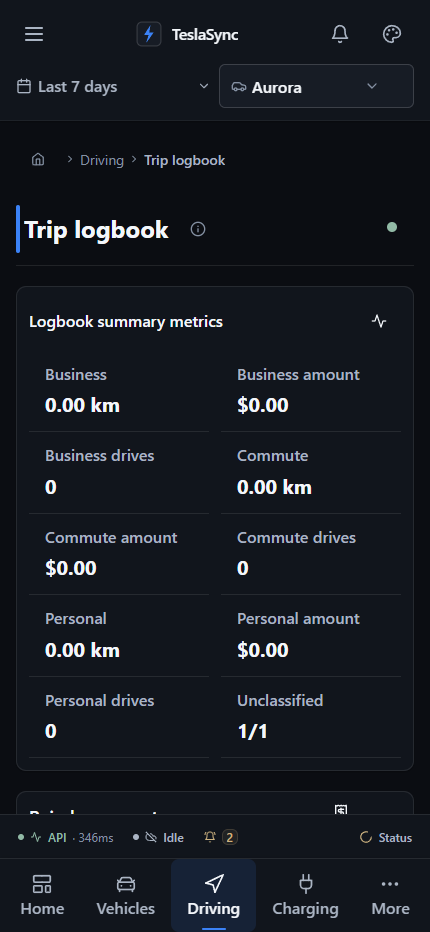 TeslaSync
Last 7 days
Aurora
Driving
Trip logbook
Trip logbook
Logbook summary metrics
Business
Business amount
0.00 km
$0.00
Business drives
Commute
0
0.00 km
Commute amount
Commute drives
$0.00
0
Personal
Personal amount
0.00 km
$0.00
Personal drives
Unclassified
0
1/1
API · 346ms
Idle
2
Status
Home
Vehicles
Driving
Charging
More